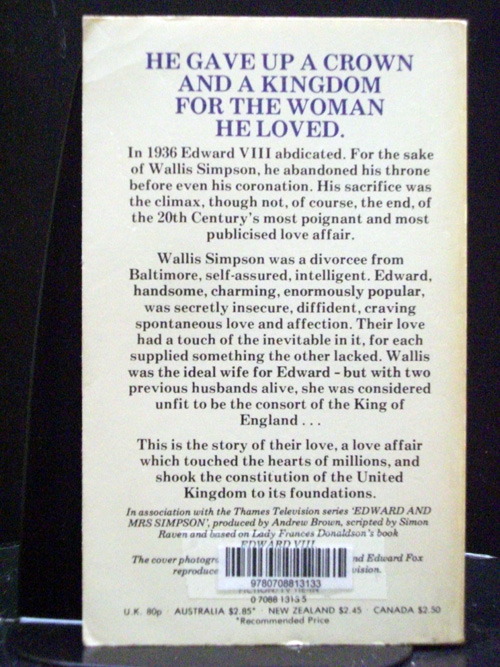 HE GAVE UP A CROWN
AND A KINGDOM
FOR THE WOMAN
HE LOVED.
In 1936 Edward VIII abdicated. For the sake
of Wallis Simpson, he abandoned his throne
before even his coronation. His sacrifice was
the climax, though not, of course, the end, of
the 20th Century's most poignant and most
publicised love affair.
Wallis Simpson was a divorcee from
Baltimore, self-assured, intelligent. Edward,
handsome, charming, enormously popular,
was secretly insecure, diffident, craving
spontaneous love and affection. Their love
had a touch of the inevitable in it, for each
supplied something the other lacked. Wallis
was the ideal wife for Edward - but with two
previous husbands alive, she was considered
unfit to be the consort of the King of
England . . .
This is the story of their love, a love affair
which touched the hearts of millions, and
shook the constitution of the United
Kingdom to its foundations.
In association with the Thames Television series 'EDWARD AND
MRS SIMPSON', produced by Andrew Brown, scripted by Simon
Raven and based on Lady Frances Donaldson's book
EDWARD VIII
The cover Edward Fox
9780708813133
0 7088 1313 5
U.K. 80p · AUSTRALIA $2.85* · NEW ZEALAND $2.45 · CANADA $2.50
*Recommended Price